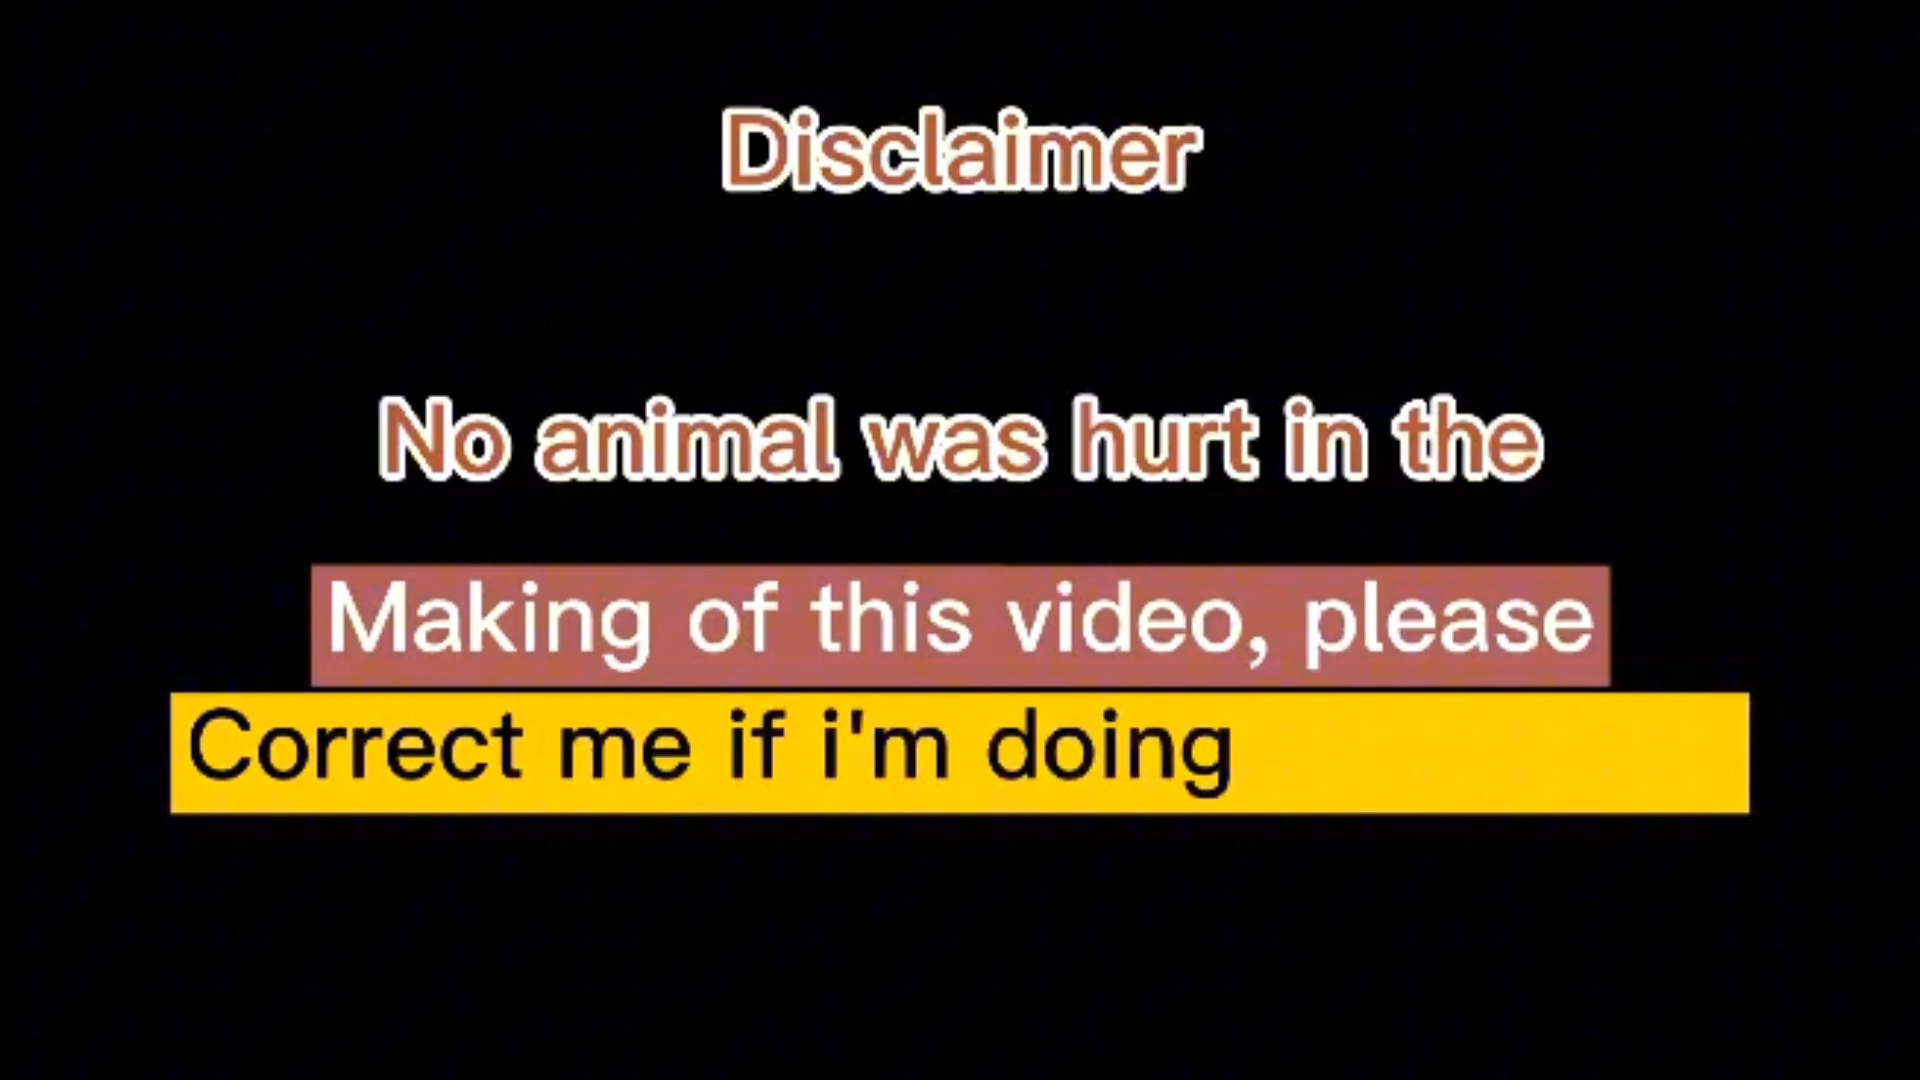 Disclaimer
No animal was hurt in the
Making of this video, please
Correct me if i'm doing